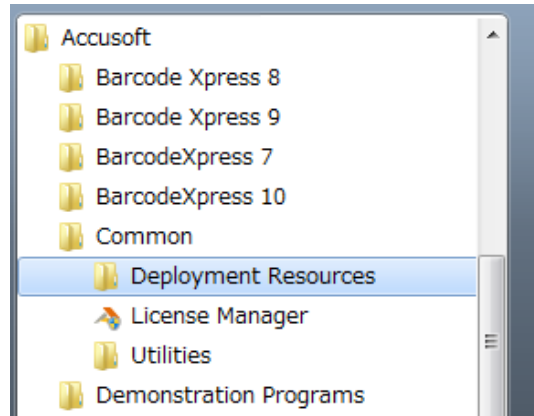 Accusoft
Barcode Xpress 8
Barcode Xpress 9
BarcodeXpress 7
BarcodeXpress 10
Common
Deployment Resources
License Manager
Utilities
Demonstration Programs